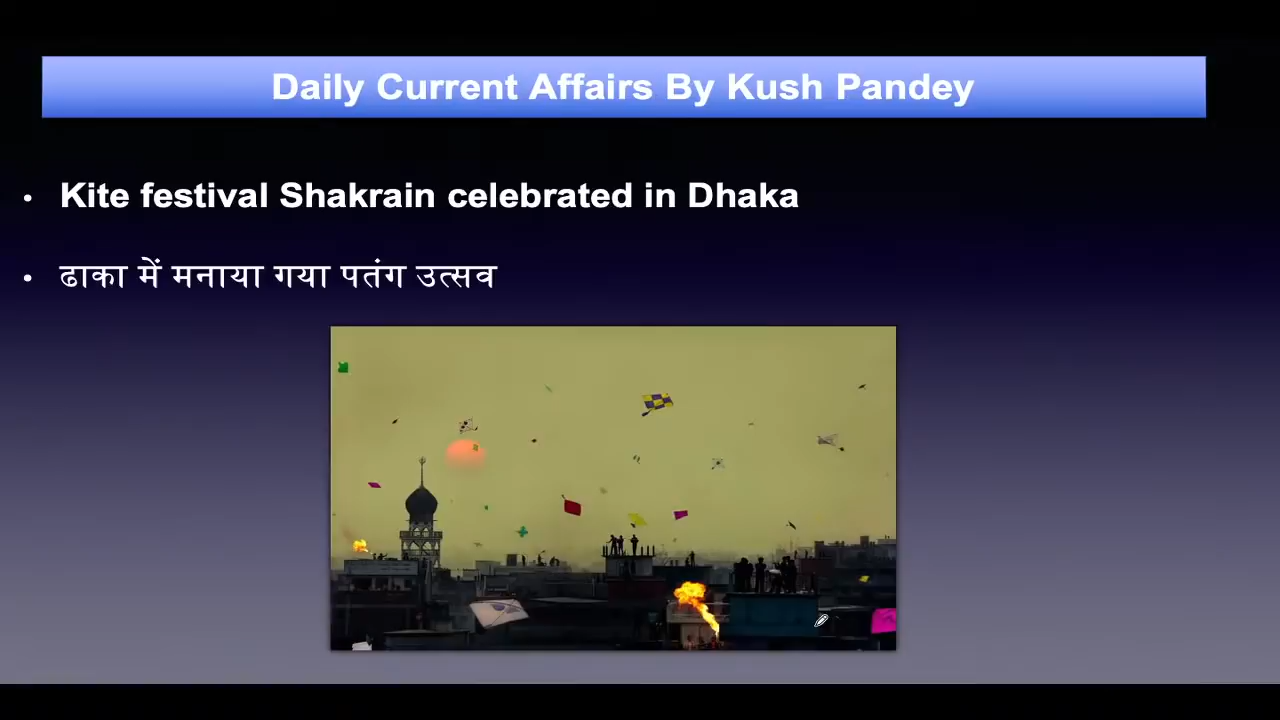 Daily Current Affairs By Kush Pandey
• Kite festival Shakrain celebrated in Dhaka
• ढाका में मनाया गया पतंग उत्सव